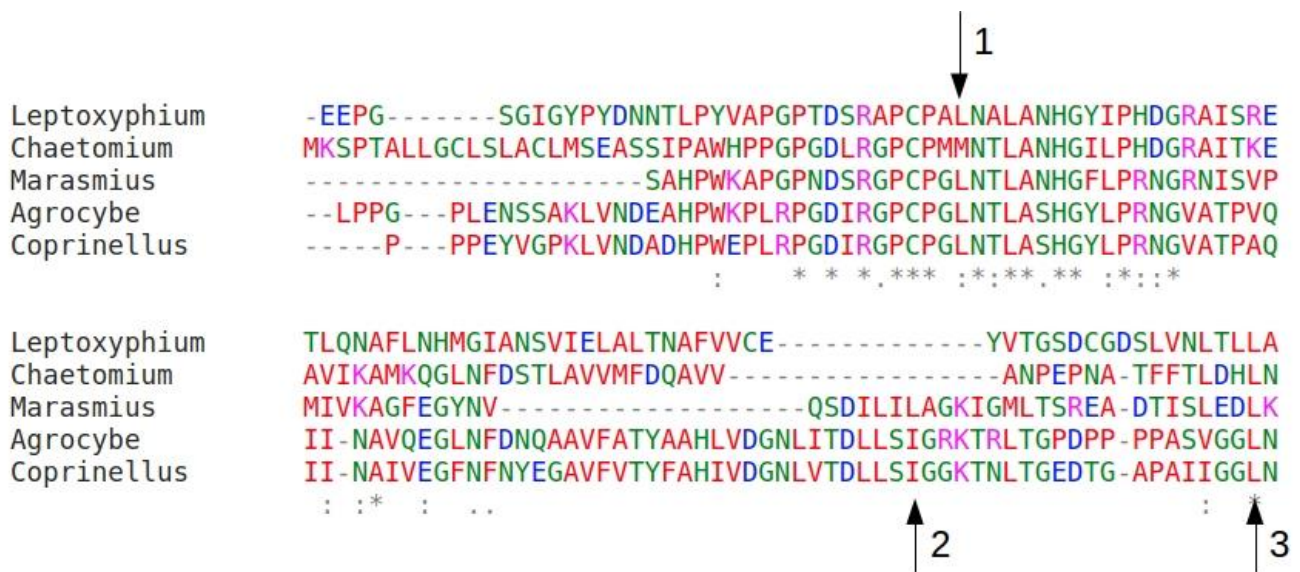 1
Leptoxyphium -EEPG-------SGIGYPYDNNTLPYVAPGPTDSRAPCPALNALANHGYIPHDGRAISRE
Chaetomium MKSPTALLGCLSLACLMSEASSIPAWHPPGPGDLRGPCPMMNTLANHGILPHDGRAITKE
Marasmius ---------------------SAHPWKAPGPNDSRGPCPGLNTLANHGFLPRNGRNISVP
Agrocybe --LPPG---PLENSSAKLVNDEAHPWKPLRPGDIRGPCPGLNTLASHGYLPRNGVATPVQ
Coprinellus -----P---PPEYVGPKLVNDADHPWEPLRPGDIRGPCPGLNTLASHGYLPRNGVATPAQ
: * * *.*** :*:**.** :*::*
Leptoxyphium TLQNAFLNHMGIANSVIELALTNAFVVCE-------------YVTGSDCGDSLVNLTLLA
Chaetomium AVIKAMKQGLNFDSTLAVVMFDQAVV-----------------ANPEPNA-TFFTLDHLN
Marasmius MIVKAGFEGYNV-------------------QSDILILAGKIGMLTSREA-DTISLEDLK
Agrocybe II-NAVQEGLNFDNQAAVFATYAAHLVDGNLITDLLSIGRKTRLTGPDPP-PPASVGGLN
Coprinellus II-NAIVEGFNFNYEGAVFVTYFAHIVDGNLVTDLLSIGGKTNLTGEDTG-APAIIGGLN
: :* : .. : *
2 3